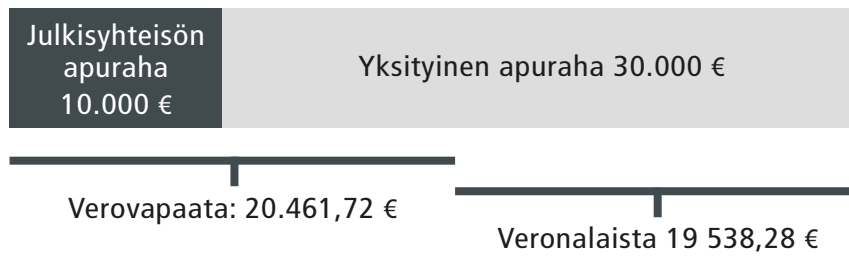 Julkisyhteisön
apuraha
10.000 €
Yksityinen apuraha 30.000 €
Verovapaata: 20.461,72 €
Veronalaista 19 538,28 €